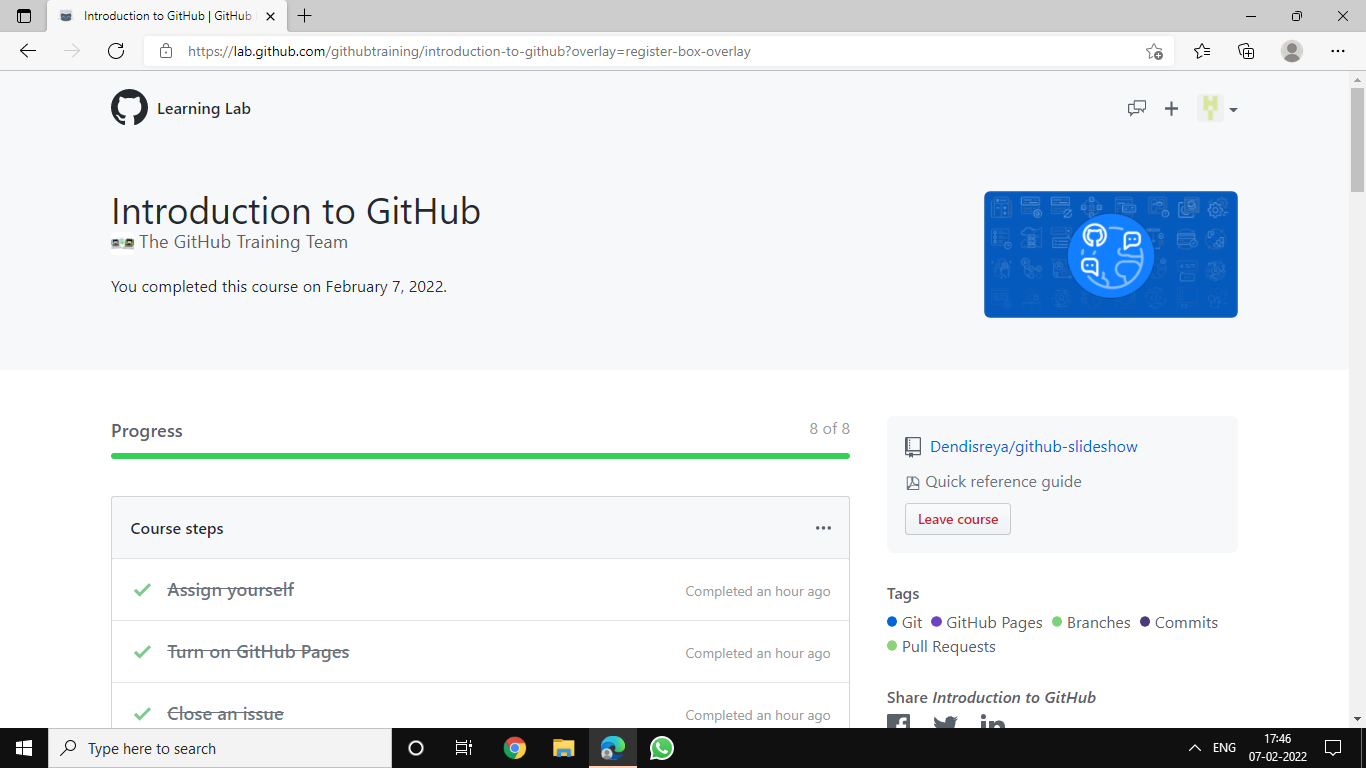 Introduction to GitHub | GitHub
https://lab.github.com/githubtraining/introduction-to-github?overlay=register-box-overlay
Learning Lab
Introduction to GitHub
The GitHub Training Team
You completed this course on February 7, 2022.
Progress
8 of 8
Course steps
Assign yourself
Completed an hour ago
Turn on GitHub Pages
Completed an hour ago
Close an issue
Completed an hour ago
Dendisreya/github-slideshow
Quick reference guide
Leave course
Tags
Git GitHub Pages Branches Commits
Pull Requests
Share Introduction to GitHub
Type here to search
ENG
17:46
07-02-2022